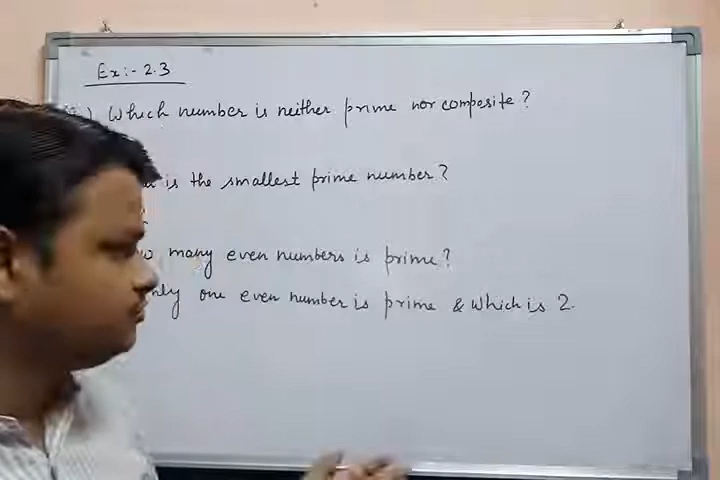 Ex:- 2.3
) Which number is neither prime nor composite?
is the smallest prime number?
many even numbers is prime?
one even number is prime & which is 2.